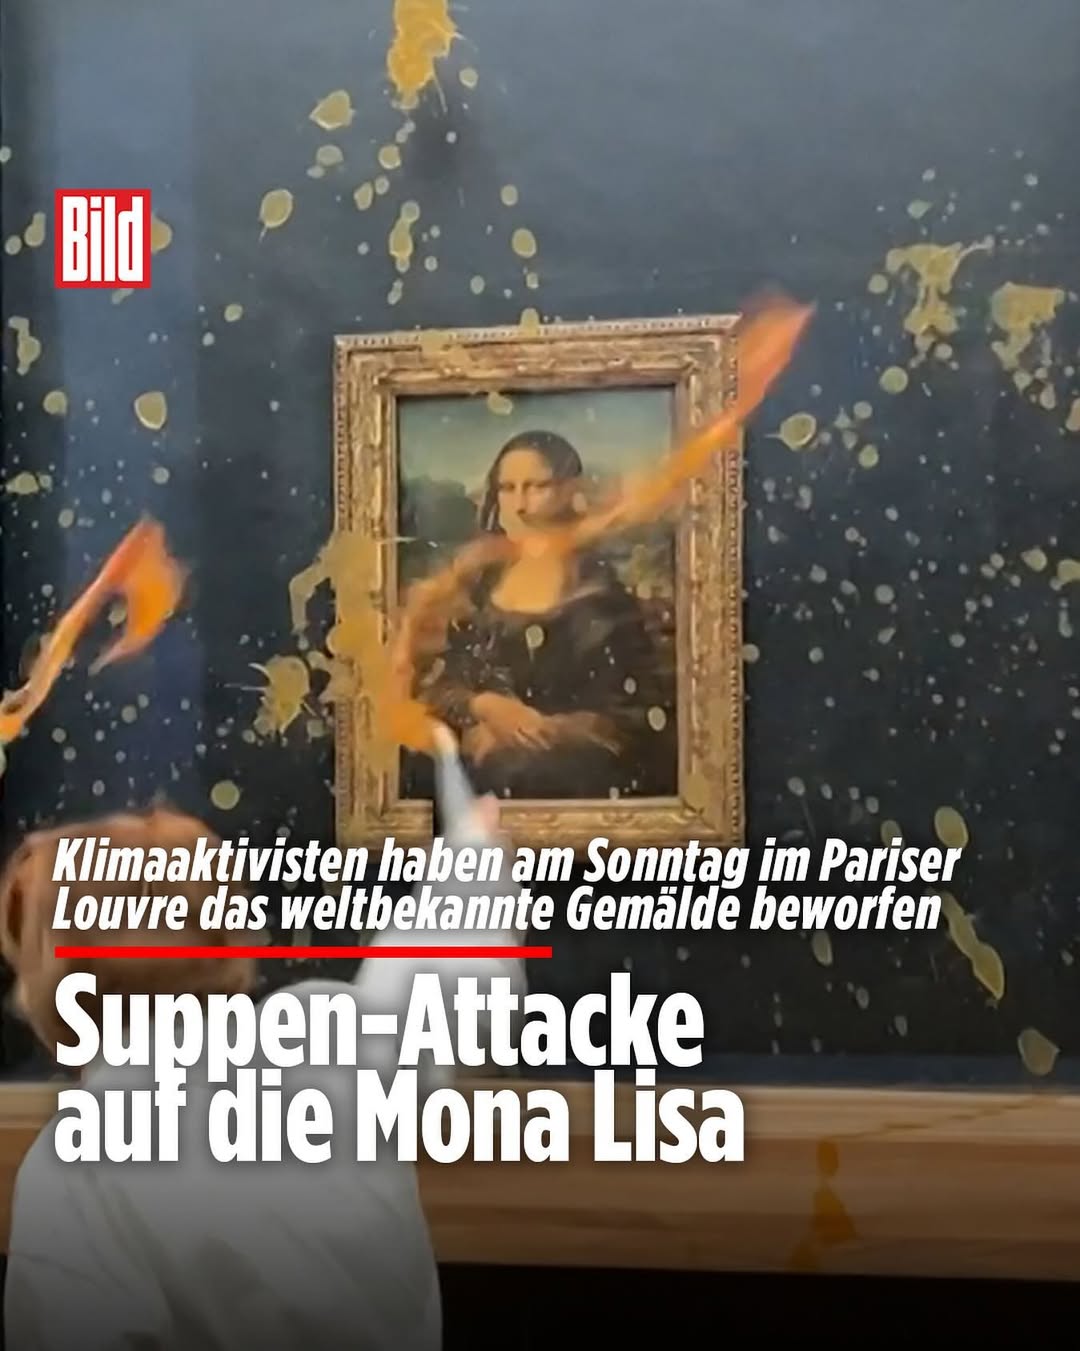 Bild
Klimaaktivisten haben am Sonntag im Pariser
Louvre das weltbekannte Gemälde beworfen
Suppen-Attacke
auf die Mona Lisa